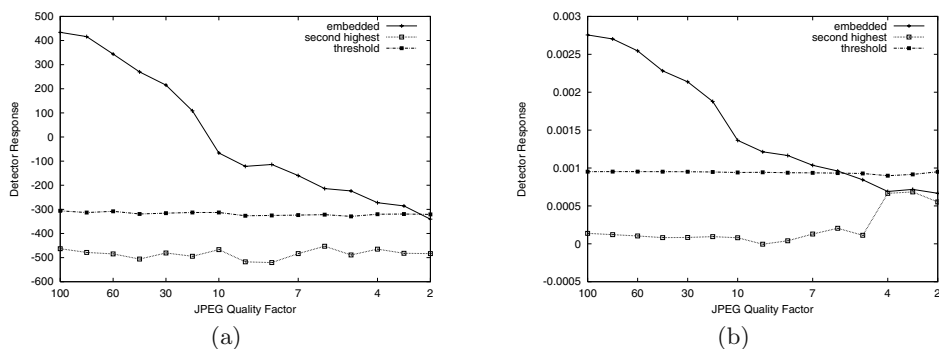 500
400
300
200
100
0
-100
-200
-300
-400
-500
-600
Detector Response
embedded
second highest
threshold
100
60
30
10
7
4
2
JPEG Quality Factor
(a)
0.003
0.0025
0.002
0.0015
0.001
0.0005
0
-0.0005
Detector Response
embedded
second highest
threshold
100
60
30
10
7
4
2
JPEG Quality Factor
(b)